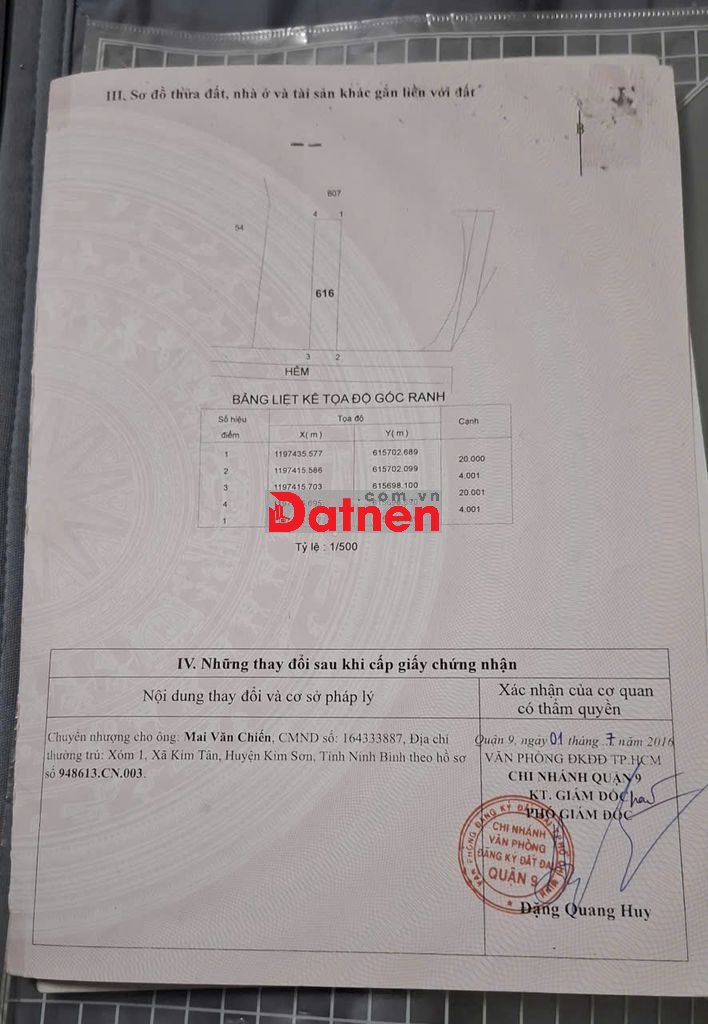 III. Sơ đồ thửa đất, nhà ở và tài sản khác gắn liền với đất
B
607
4 1
54
616
3 2
HẺM
BẢNG LIỆT KÊ TỌA ĐỘ GÓC RANH
Số hiệu điểm Tọa độ Cạnh
X( m ) Y( m )
1 1197435.577 615702.689
20.000
2 1197415.586 615702.099
4.001
3 1197415.703 615698.100
20.001
4
4.001
1
.com.vn
Datnen
Tỷ lệ : 1/500
IV. Những thay đổi sau khi cấp giấy chứng nhận
Nội dung thay đổi và cơ sở pháp lý
Xác nhận của cơ quan
có thẩm quyền
Chuyển nhượng cho ông: Mai Văn Chiến, CMND số: 164333887, Địa chỉ
thường trú: Xóm 1, Xã Kim Tân, Huyện Kim Sơn, Tỉnh Ninh Bình theo hồ sơ
số 948613.CN.003.
Quận 9, ngày 01 tháng 7 năm 2016
VĂN PHÒNG ĐKĐĐ TP.HCM
CHI NHÁNH QUẬN 9
KT. GIÁM ĐỐC
PHÓ GIÁM ĐỐC
CHI NHÁNH
VĂN PHÒNG
ĐĂNG KÝ ĐẤT ĐAI
QUẬN 9
Đặng Quang Huy